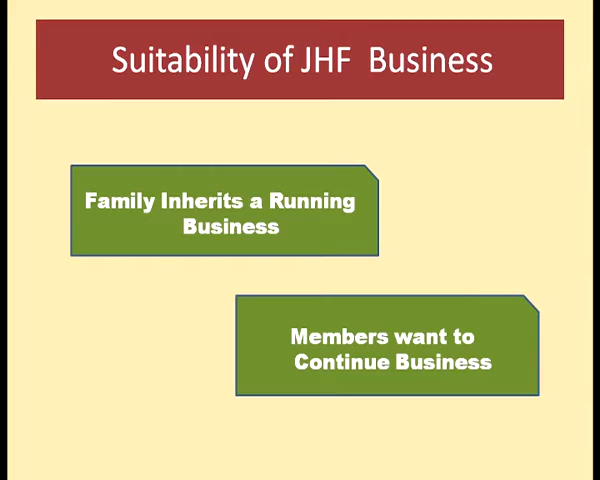 Suitability of JHF Business
Family Inherits a Running
Business
Members want to
Continue Business